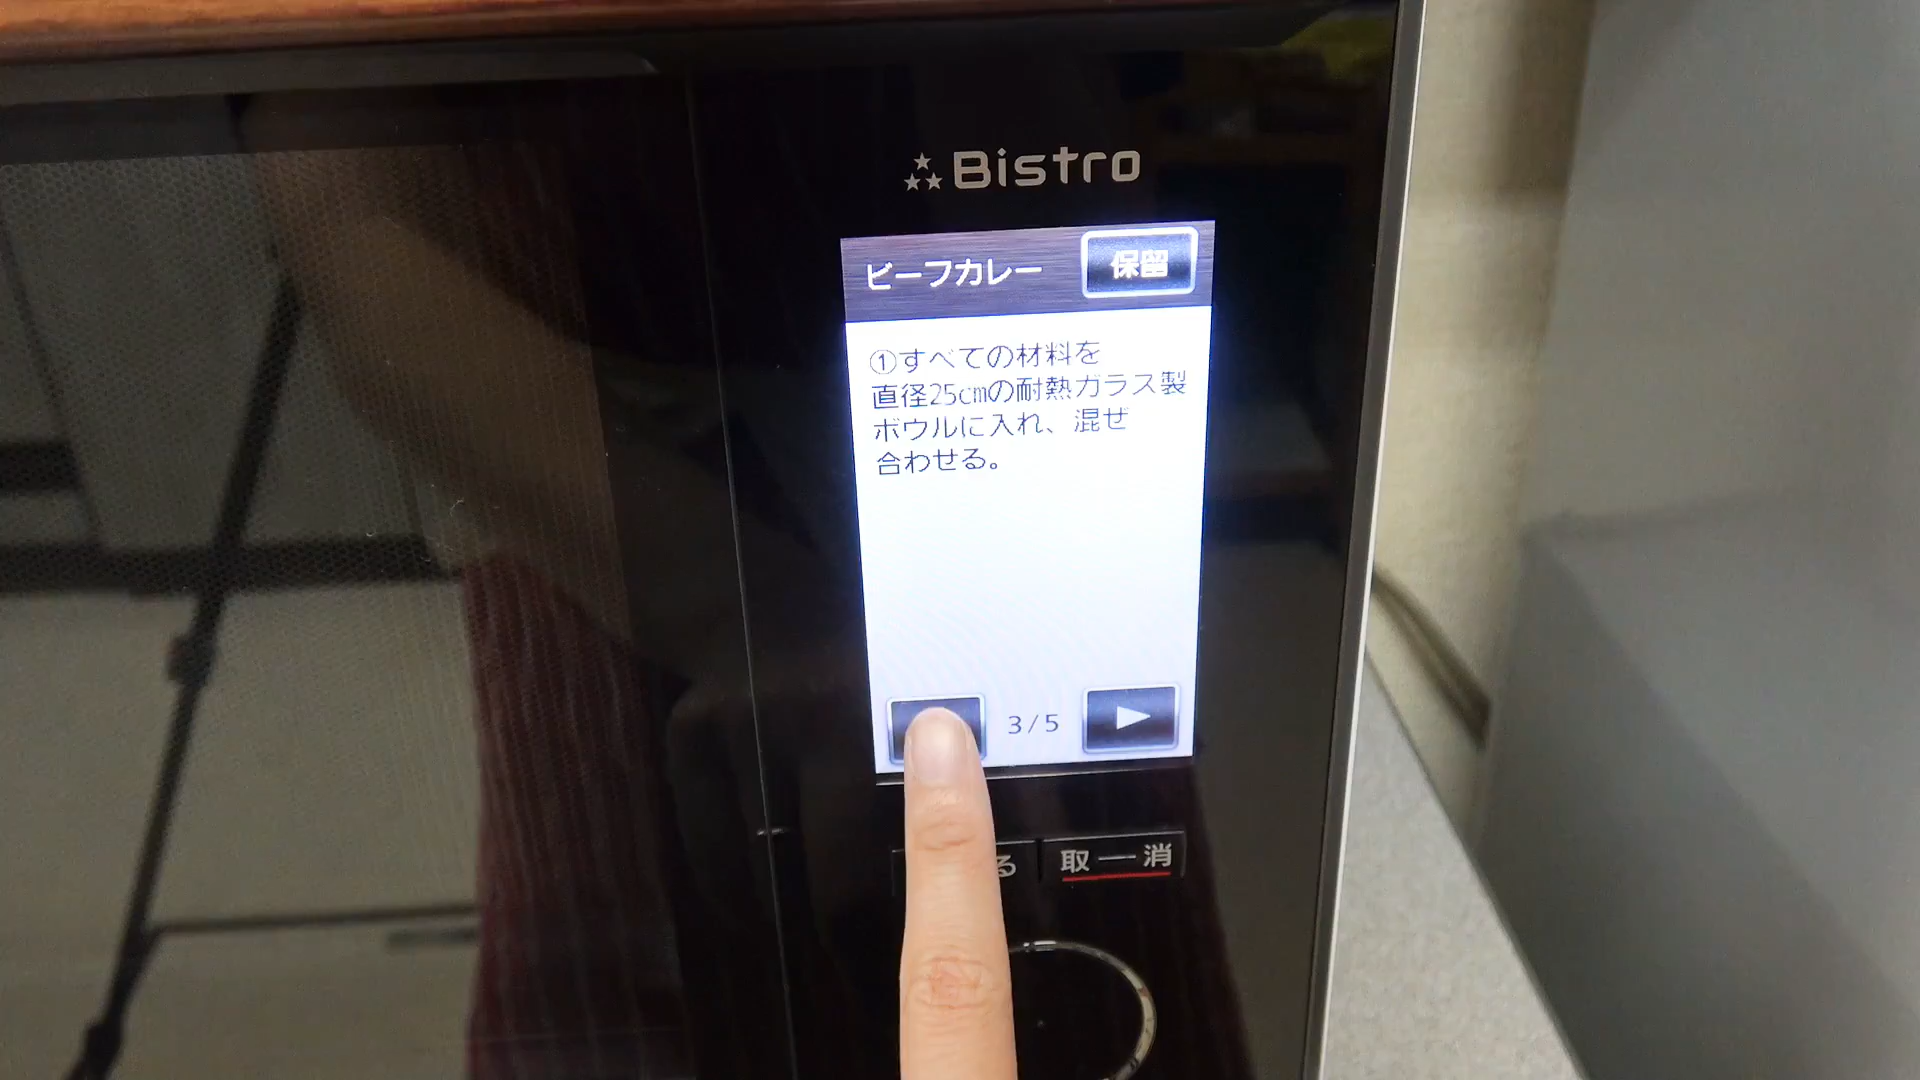 Bistro
ビーフカレー
保留
①すべての材料を
直径25cmの耐熱ガラス製
ボウルに入れ、混ぜ
合わせる。
3/5
る
取消